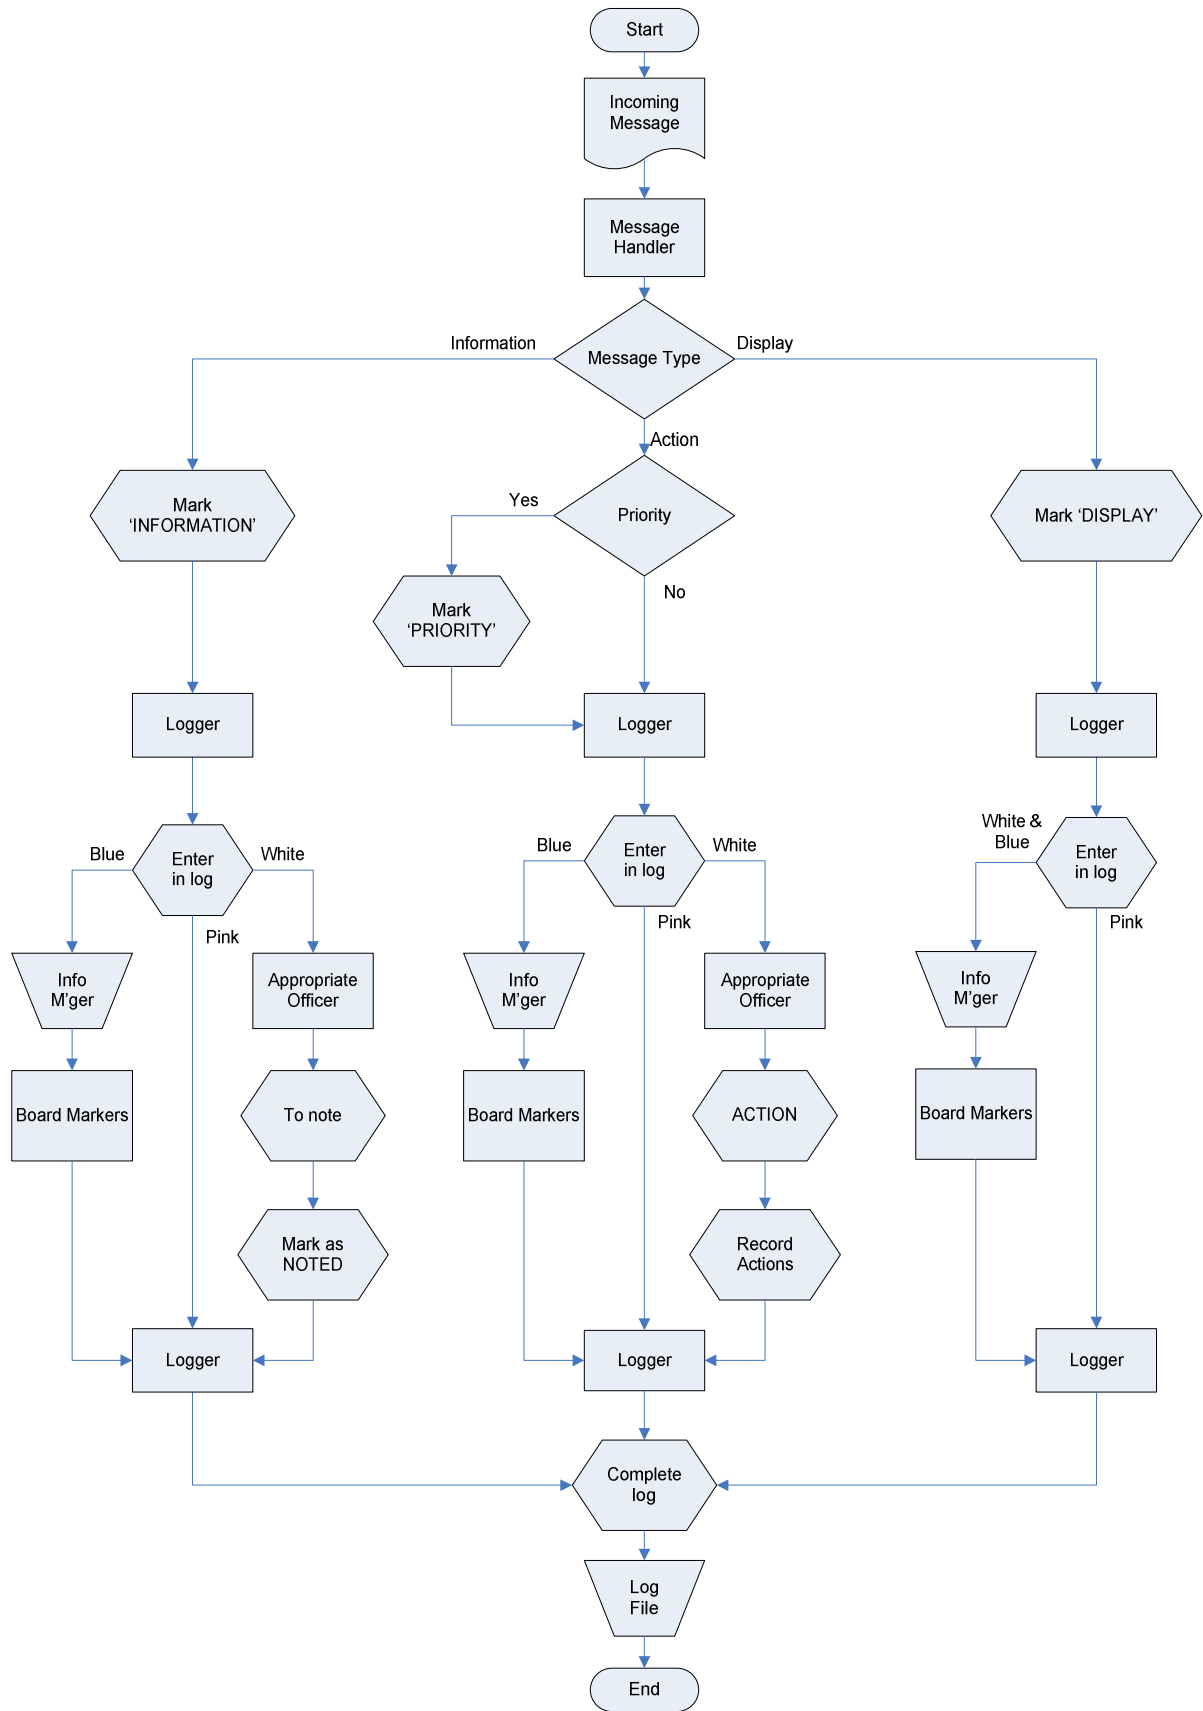 Start
Incoming
Message
Message
Handler
Information
Message Type
Display
Action
Mark
‘INFORMATION’
Yes
Priority
Mark ‘DISPLAY’
No
Mark
‘PRIORITY’
Logger
Logger
Logger
Blue
Enter
in log
White
Pink
Blue
Enter
in log
White
Pink
White &
Blue
Enter
in log
Pink
Info
M’ger
Appropriate
Officer
Info
M’ger
Appropriate
Officer
Info
M’ger
Board Markers
To note
Board Markers
ACTION
Board Markers
Mark as
NOTED
Record
Actions
Logger
Logger
Logger
Complete
log
Log
File
End